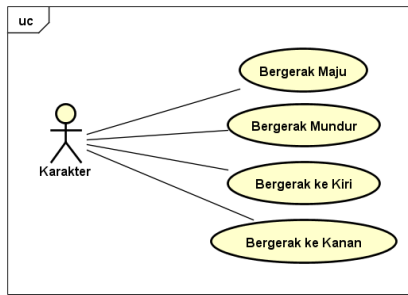 uc
Bergerak Maju
Bergerak Mundur
Karakter
Bergerak ke Kiri
Bergerak ke Kanan